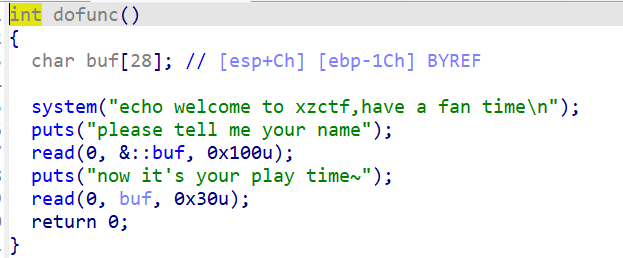 int dofunc()
{
char buf[28]; // [esp+Ch] [ebp-1Ch] BYREF
system("echo welcome to xzctf,have a fan time\n");
puts("please tell me your name");
read(0, &::buf, 0x100u);
puts("now it's your play time~");
read(0, buf, 0x30u);
return 0;
}